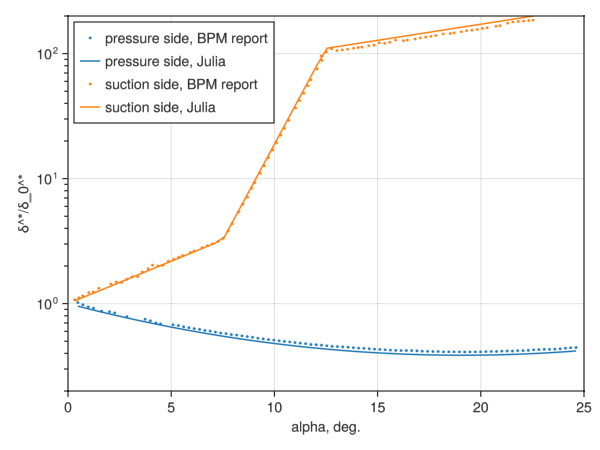 pressure side, BPM report
pressure side, Julia
suction side, BPM report
suction side, Julia
δ^*/δ_0^*
10²
10¹
10⁰
0 5 10 15 20 25
alpha, deg.